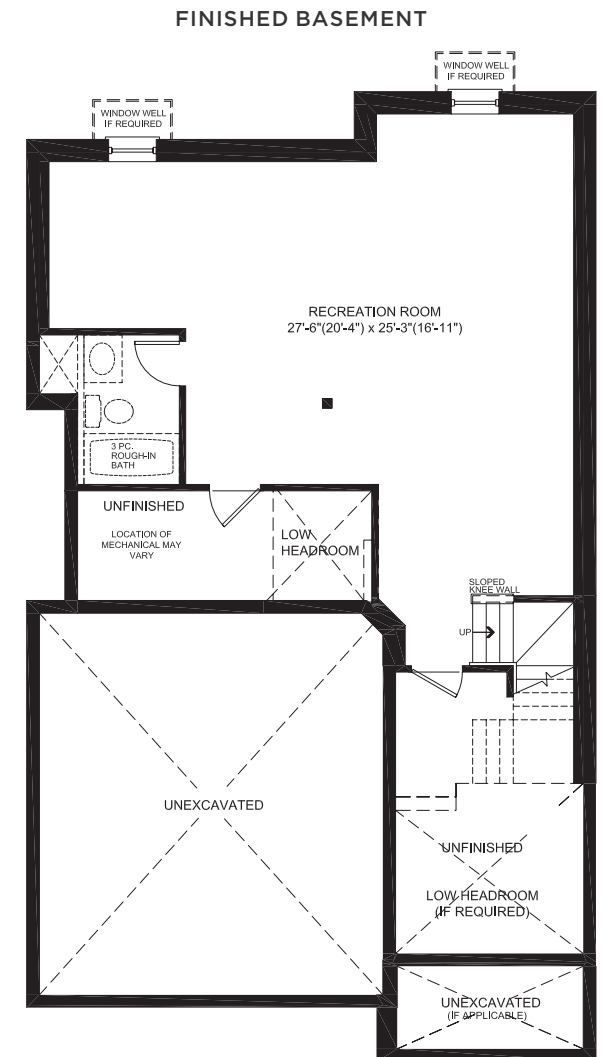 FINISHED BASEMENT
WINDOW WELL
IF REQUIRED
WINDOW WELL
IF REQUIRED
RECREATION ROOM
27'-6"(20'-4") x 25'-3"(16'-11")
3 PC.
ROUGH-IN
BATH
UNFINISHED
LOCATION OF
MECHANICAL MAY
VARY
LOW
HEADROOM
SLOPED
KNEE WALL
UP
UNEXCAVATED
UNFINISHED
LOW HEADROOM
(IF REQUIRED)
UNEXCAVATED
(IF APPLICABLE)